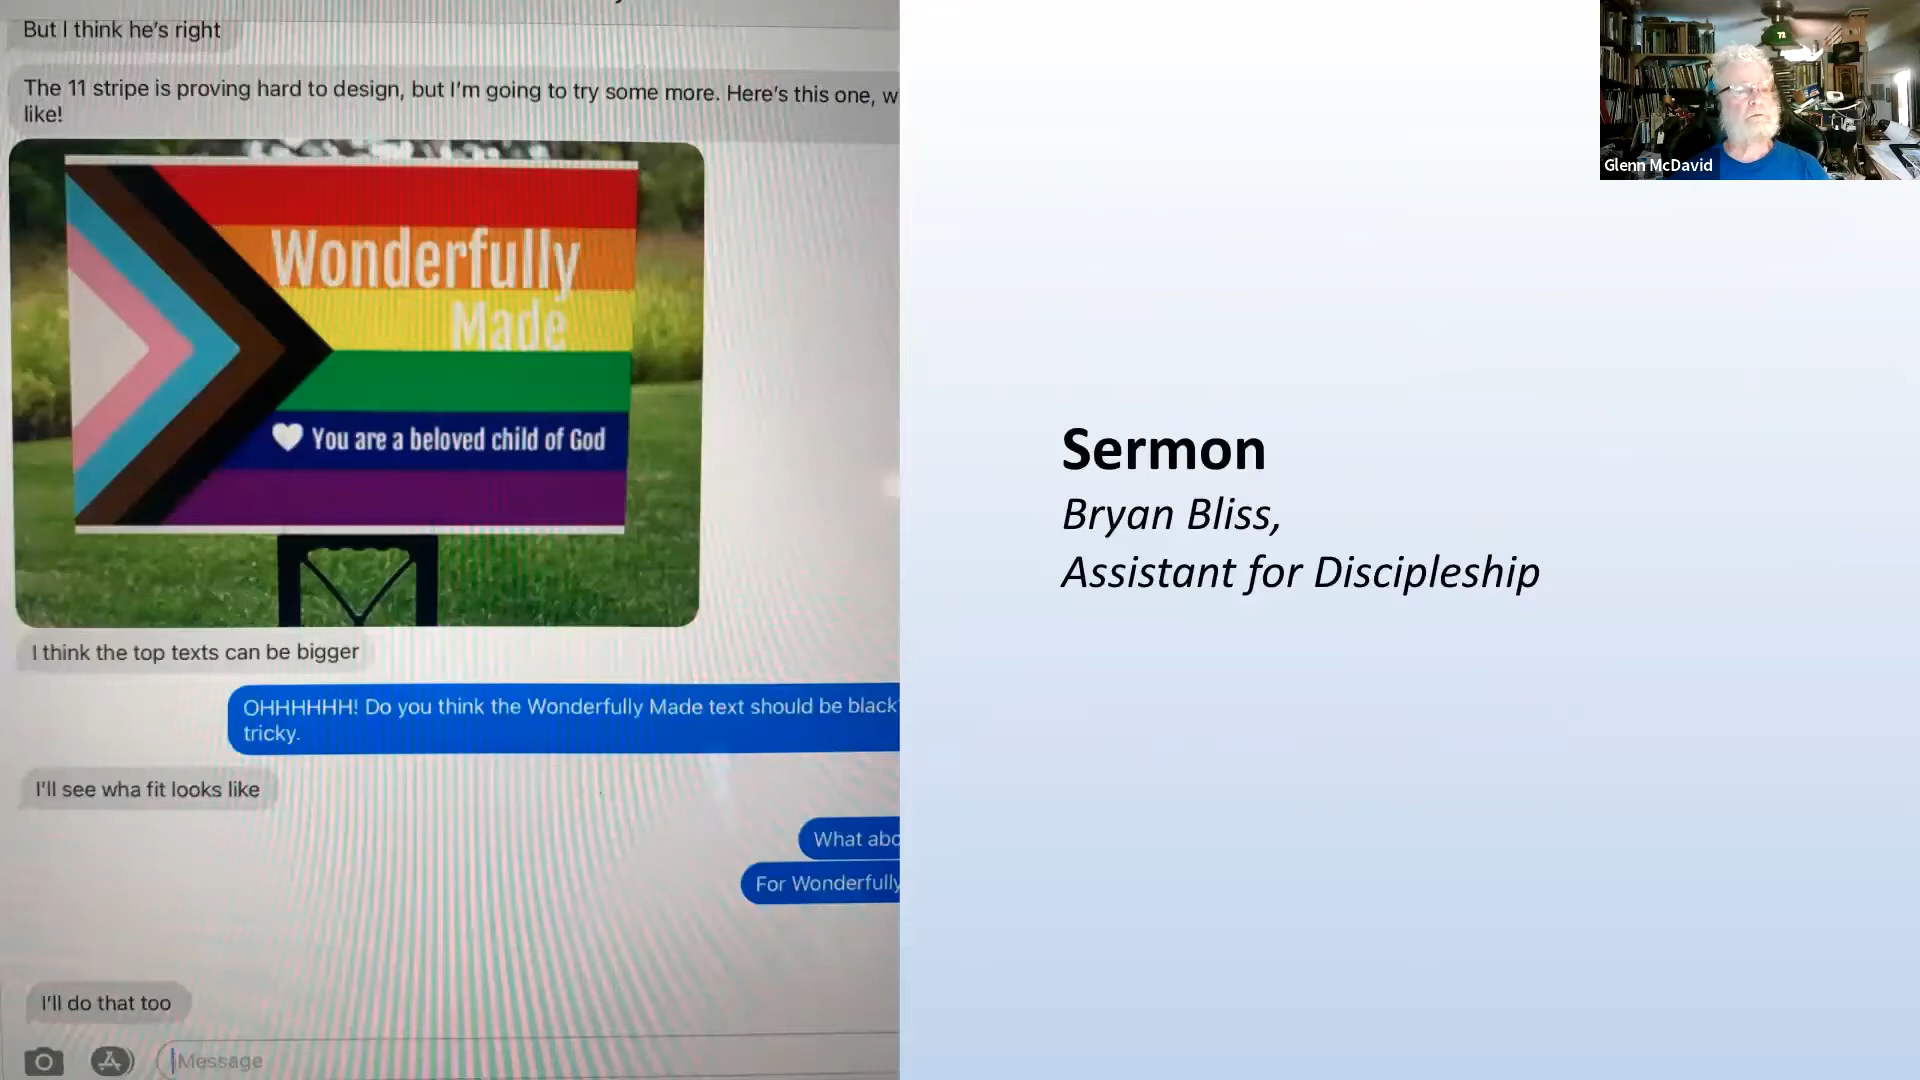 But I think he's right
The 11 stripe is proving hard to design, but I'm going to try some more. Here's this one, w
like!
Wonderfully
Made
You are a beloved child of God
I think the top texts can be bigger
OHHHHHH! Do you think the Wonderfully Made text should be black
tricky.
I'll see wha fit looks like
What abo
For Wonderfully
I'll do that too
Message
Sermon
Bryan Bliss,
Assistant for Discipleship
Glenn McDavid